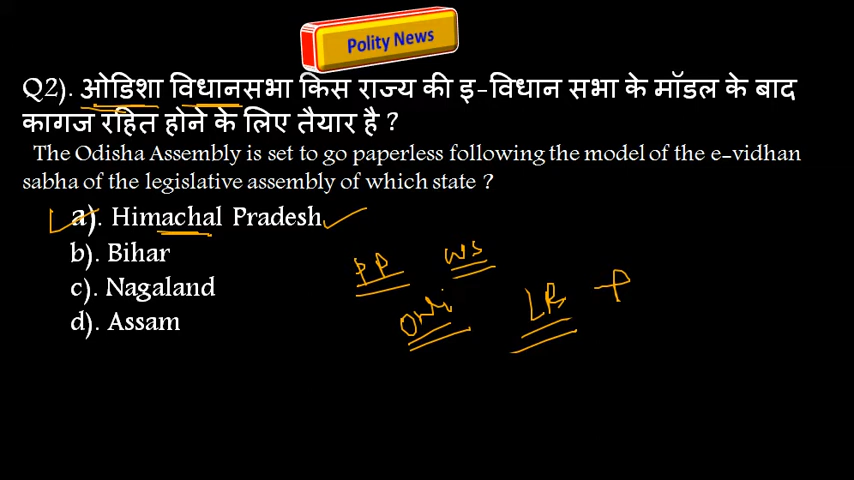 Polity News
Q2). ओडिशा विधानसभा किस राज्य की इ-विधान सभा के मॉडल के बाद
कागज रहित होने के लिए तैयार है ?
The Odisha Assembly is set to go paperless following the model of the e-vidhan
sabha of the legislative assembly of which state ?
a). Himachal Pradesh
b). Bihar
c). Nagaland
d). Assam
PP
WS